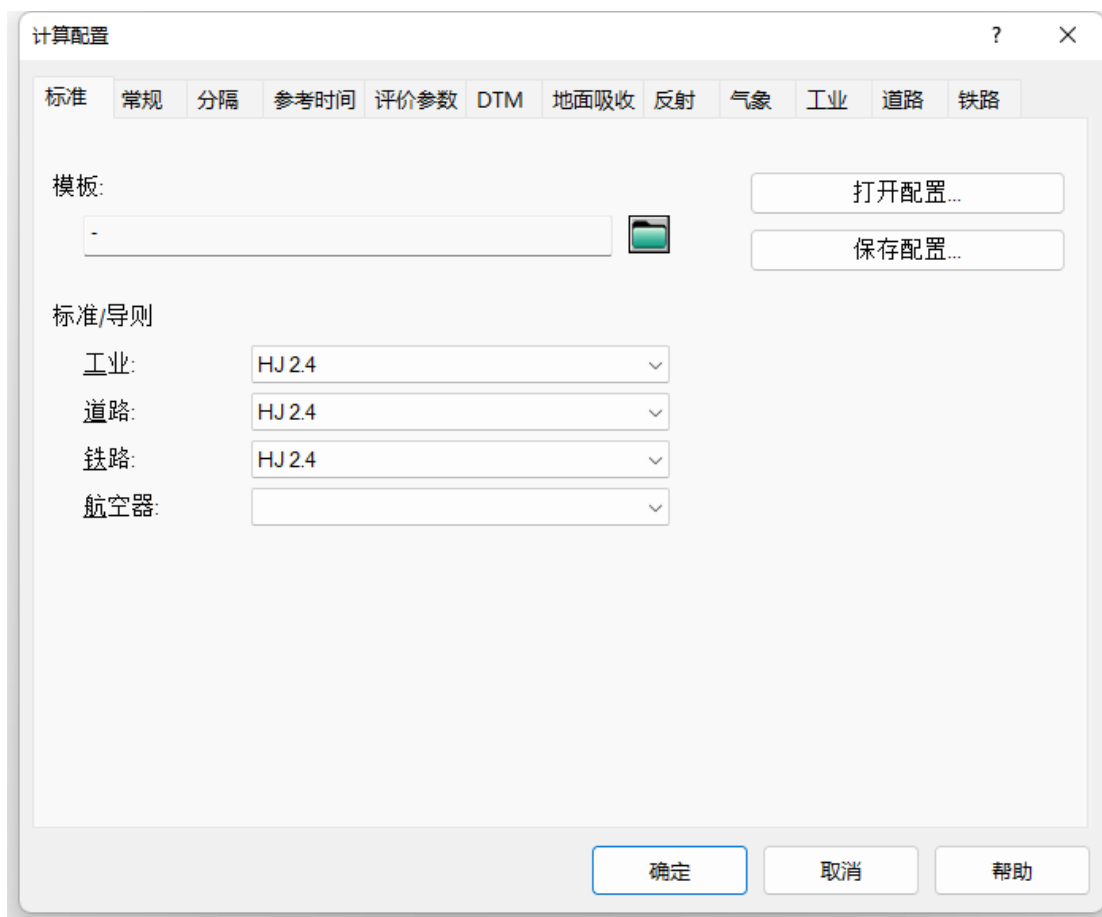 计算配置
?
标准 常规 分隔 参考时间 评价参数 DTM 地面吸收 反射 气象 工业 道路 铁路
模板:
打开配置...
-
保存配置...
标准/导则
工业: HJ 2.4
道路: HJ 2.4
铁路: HJ 2.4
航空器:
确定 取消 帮助